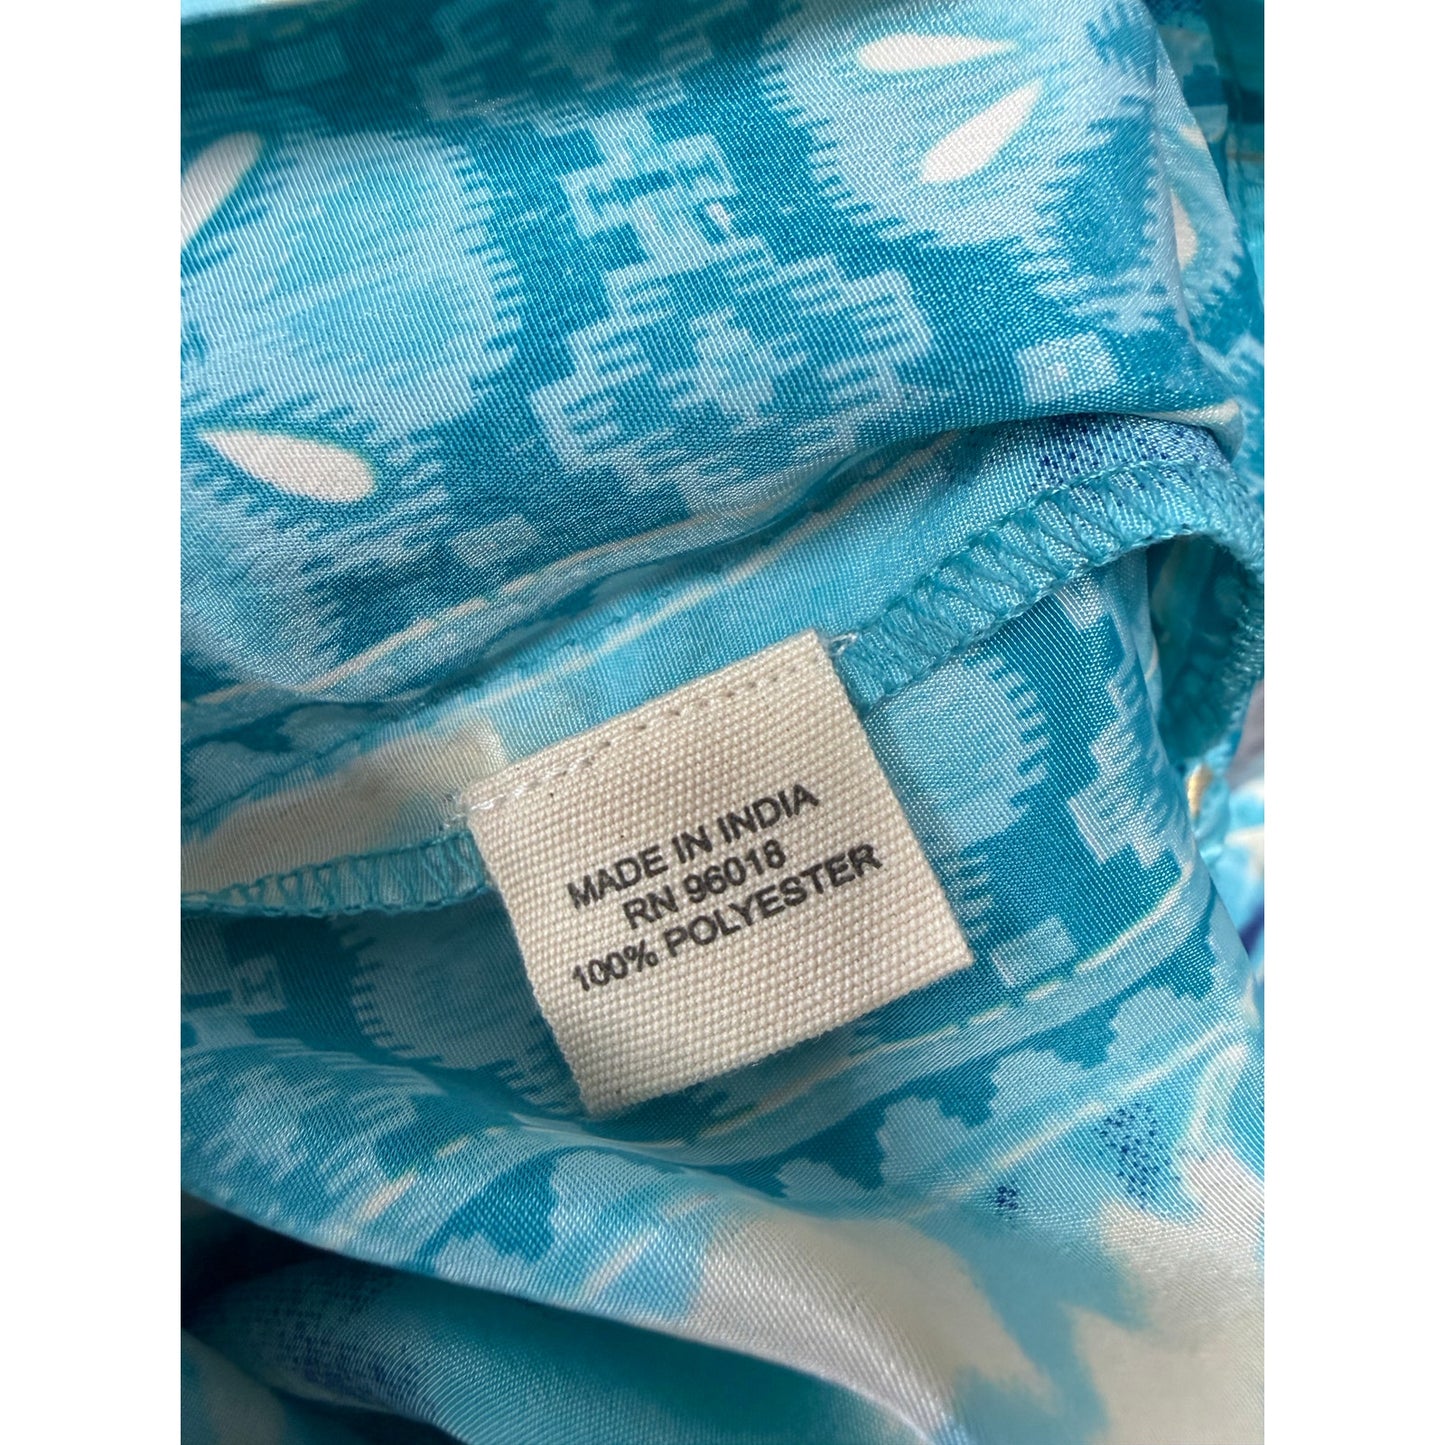 MADE IN INDIA
RN 96018
100% POLYESTER